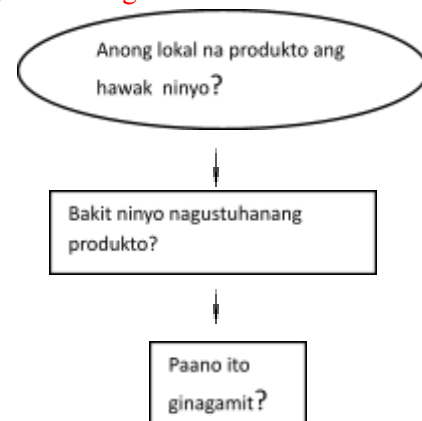 Anong lokal na produkto ang
hawak ninyo?
Bakit ninyo nagustuhanang
produkto?
Paano ito
ginagamit?